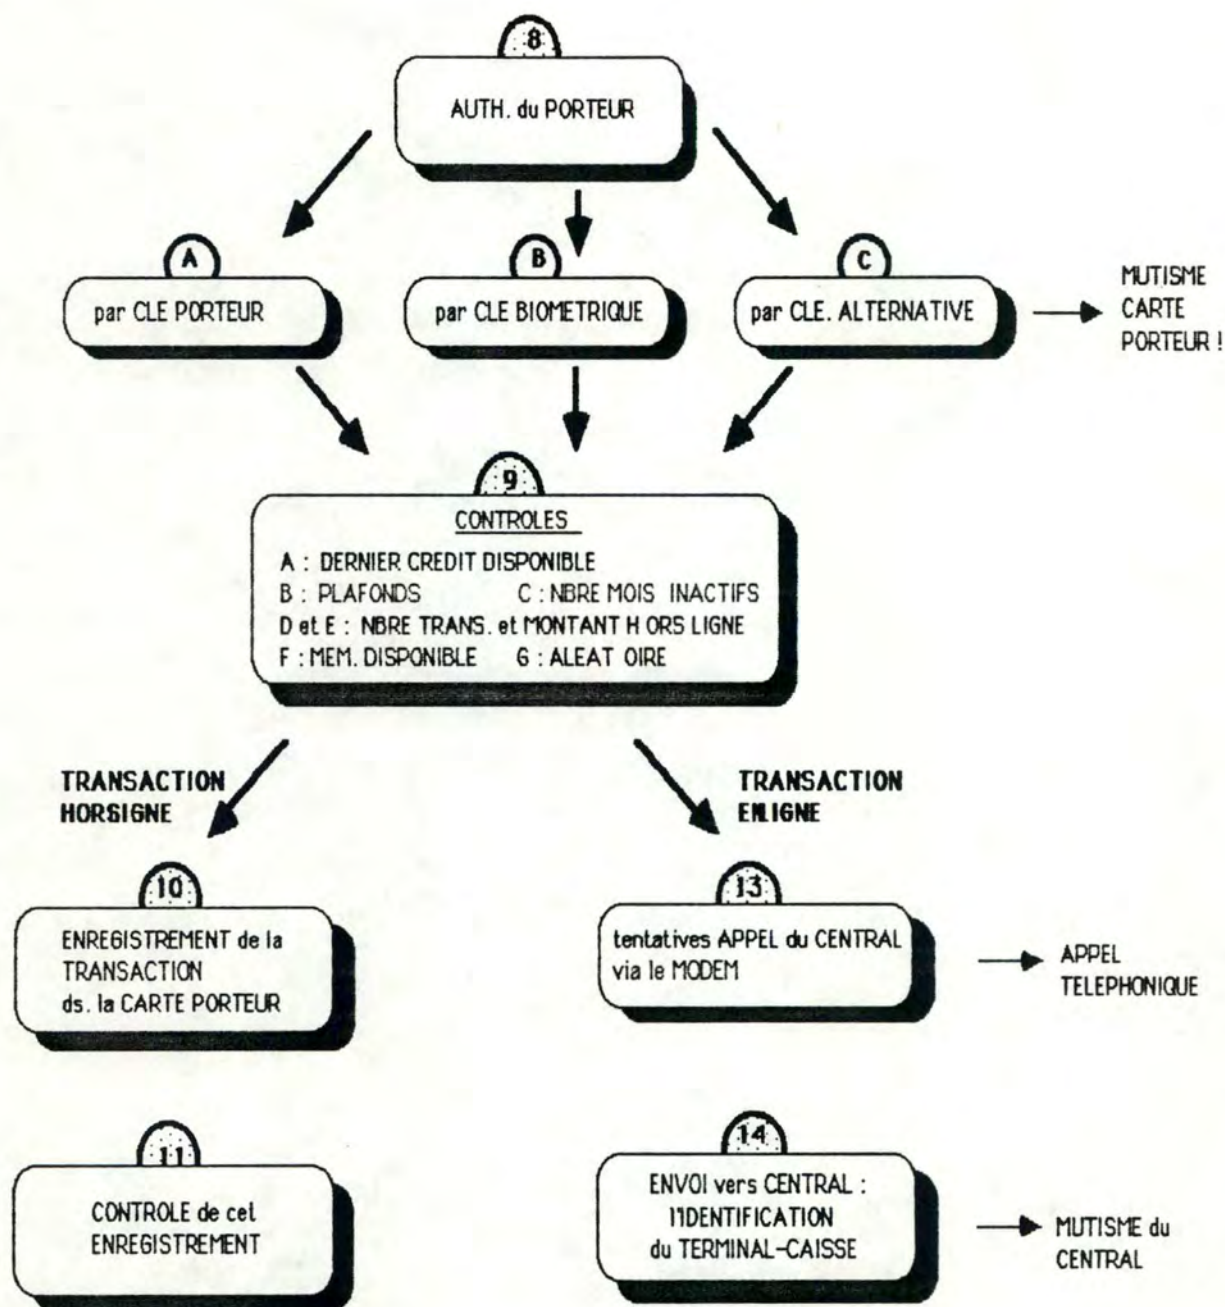 8
AUTH. du PORTEUR
A
par CLE PORTEUR
B
par CLE BIOMETRIQUE
C
par CLE. ALTERNATIVE
MUTISME
CARTE
PORTEUR !
9
CONTROLES
A : DERNIER CREDIT DISPONIBLE
B : PLAFONDS C : NBRE MOIS INACTIFS
D et E : NBRE TRANS. et MONTANT H ORS LIGNE
F : MEM. DISPONIBLE G : ALEAT OIRE
TRANSACTION
HORSIGNE
TRANSACTION
ENLIGNE
10
ENREGISTREMENT de la
TRANSACTION
ds. la CARTE PORTEUR
13
tentatives APPEL du CENTRAL
via le MODEM
APPEL
TELEPHONIQUE
11
CONTROLE de cet
ENREGISTREMENT
14
ENVOI vers CENTRAL :
l'IDENTIFICATION
du TERMINAL-CAISSE
MUTISME du
CENTRAL